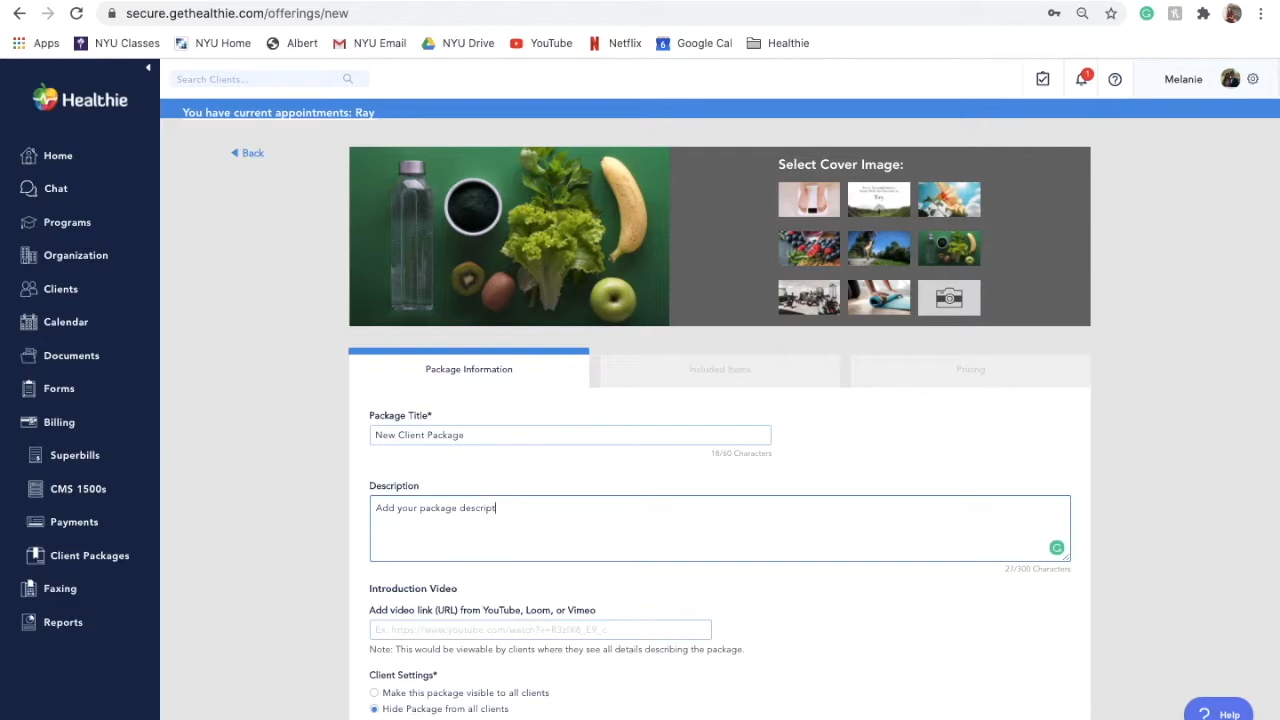 secure.gethealthie.com/offerings/new
Apps NYU Classes NYU Home Albert NYU Email NYU Drive YouTube Netflix 6 Google Cal Healthie
Healthie
Search Clients...
1
Melanie
You have current appointments: Ray
Home
Chat
Programs
Organization
Clients
Calendar
Documents
Forms
Billing
Superbills
CMS 1500s
Payments
Client Packages
Faxing
Reports
Back
Select Cover Image:
Package Information
Included Items
Pricing
Package Title*
New Client Package
18/60 Characters
Description
Add your package descript
27/300 Characters
Introduction Video
Add video link (URL) from YouTube, Loom, or Vimeo
Ex. https://www.youtube.com/watch?v=RJzIX8_E9_c
Note: This would be viewable by clients where they see all details describing the package.
Client Settings*
Make this package visible to all clients
Hide Package from all clients
? Help